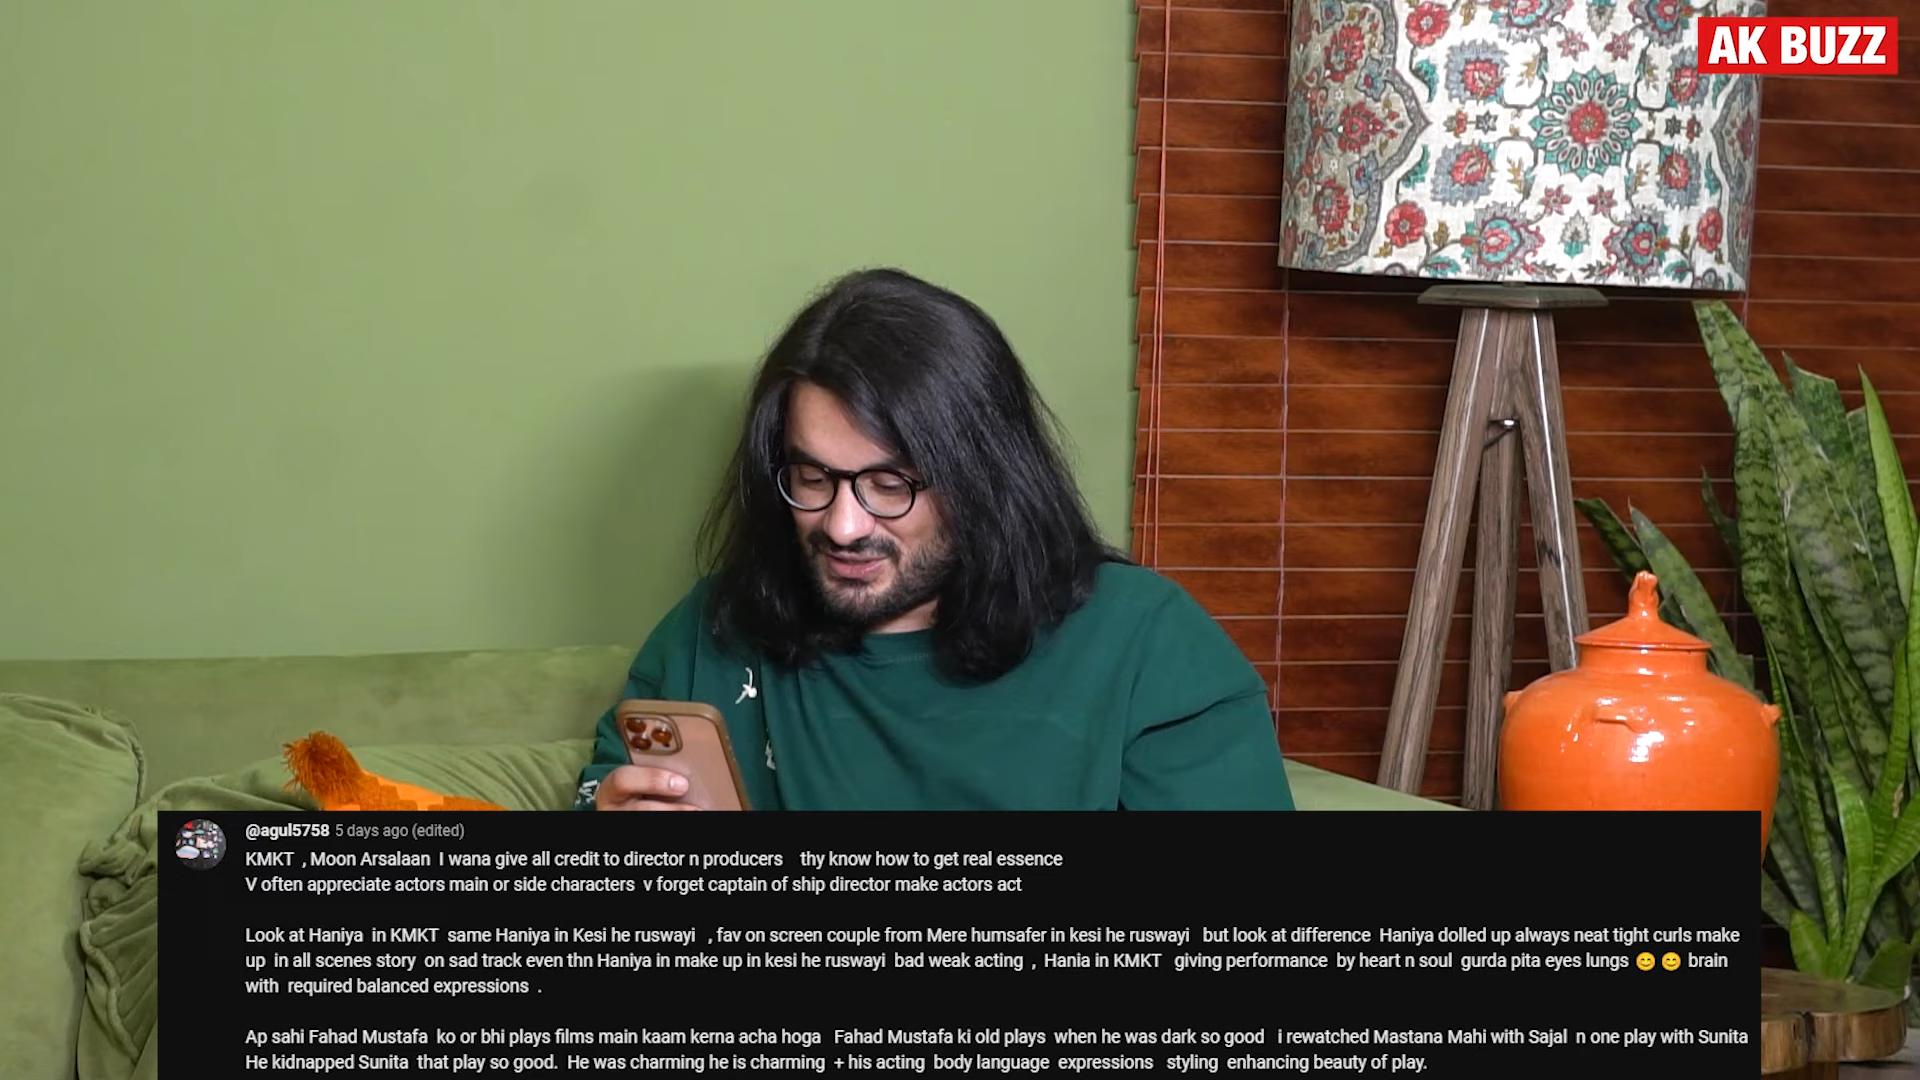 AK BUZZ
@agul5758 5 days ago (edited)
KMKT , Moon Arsalaan I wana give all credit to director n producers thy know how to get real essence
V often appreciate actors main or side characters v forget captain of ship director make actors act
Look at Haniya in KMKT same Haniya in Kesi he ruswayi , fav on screen couple from Mere humsafer in kesi he ruswayi but look at difference Haniya dolled up always neat tight curls make
up in all scenes story on sad track even thn Haniya in make up in kesi he ruswayi bad weak acting , Hania in KMKT giving performance by heart n soul gurda pita eyes lungs 😊 😊 brain
with required balanced expressions .
Ap sahi Fahad Mustafa ko or bhi plays films main kaam kerna acha hoga Fahad Mustafa ki old plays when he was dark so good i rewatched Mastana Mahi with Sajal n one play with Sunita
He kidnapped Sunita that play so good. He was charming he is charming + his acting body language expressions styling enhancing beauty of play.